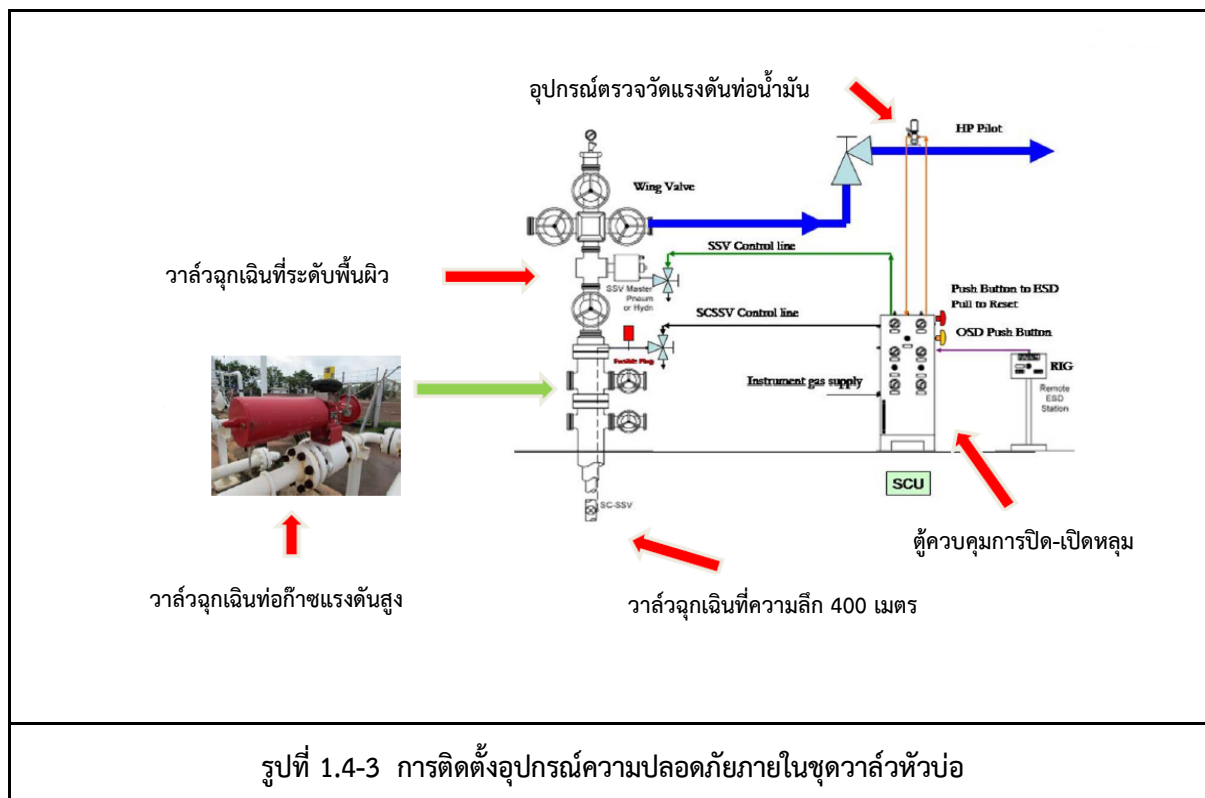 อุปกรณ์ตรวจวัดแรงดันท่อน้ำมัน
HP Pilot
Wing Valve
SSV Control line
วาล์วฉุกเฉินที่ระดับพื้นผิว
SSV Master
Pneum
or Hydn
Push Button to ESD
Pull to Reset
SCSSV Control line
OSD Push Button
Fusible Plug
RIG
Instrument gas supply
Remote
ESD
Station
SCU
SC-SSV
ตู้ควบคุมการปิด-เปิดหลุม
วาล์วฉุกเฉินท่อก๊าซแรงดันสูง
วาล์วฉุกเฉินที่ความลึก 400 เมตร
รูปที่ 1.4-3 การติดตั้งอุปกรณ์ความปลอดภัยภายในชุดวาล์วหัวบ่อ